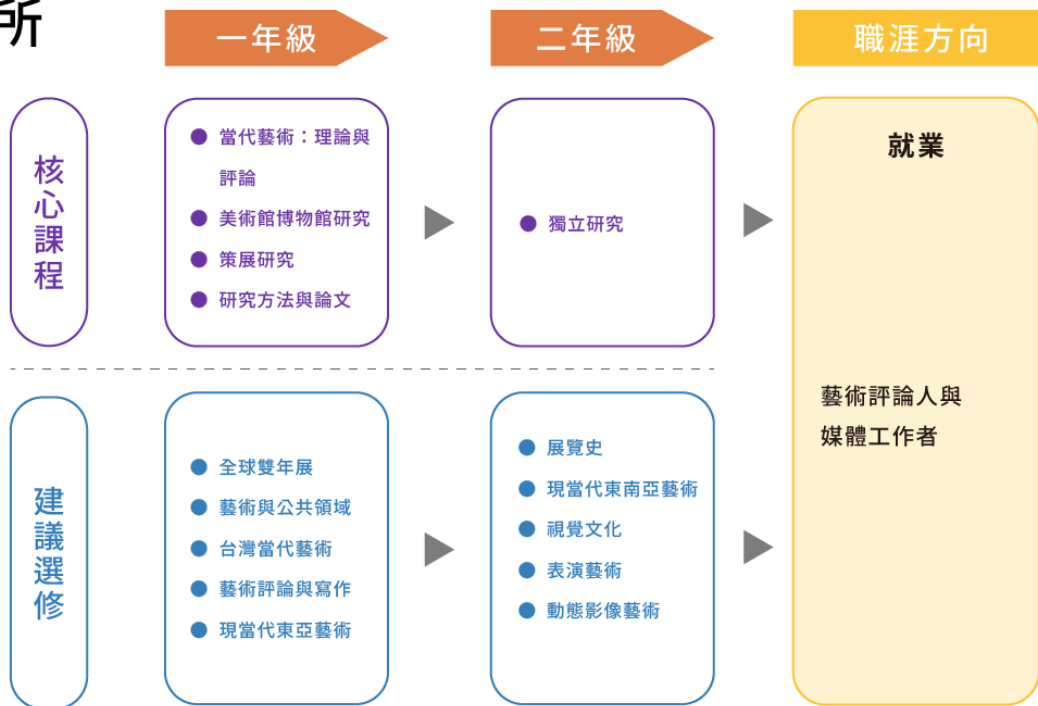 所
一年級
二年級
職涯方向
核心課程
當代藝術：理論與
評論
美術館博物館研究
策展研究
研究方法與論文
獨立研究
就業
藝術評論人與
媒體工作者
建議選修
全球雙年展
藝術與公共領域
台灣當代藝術
藝術評論與寫作
現當代東亞藝術
展覽史
現當代東南亞藝術
視覺文化
表演藝術
動態影像藝術